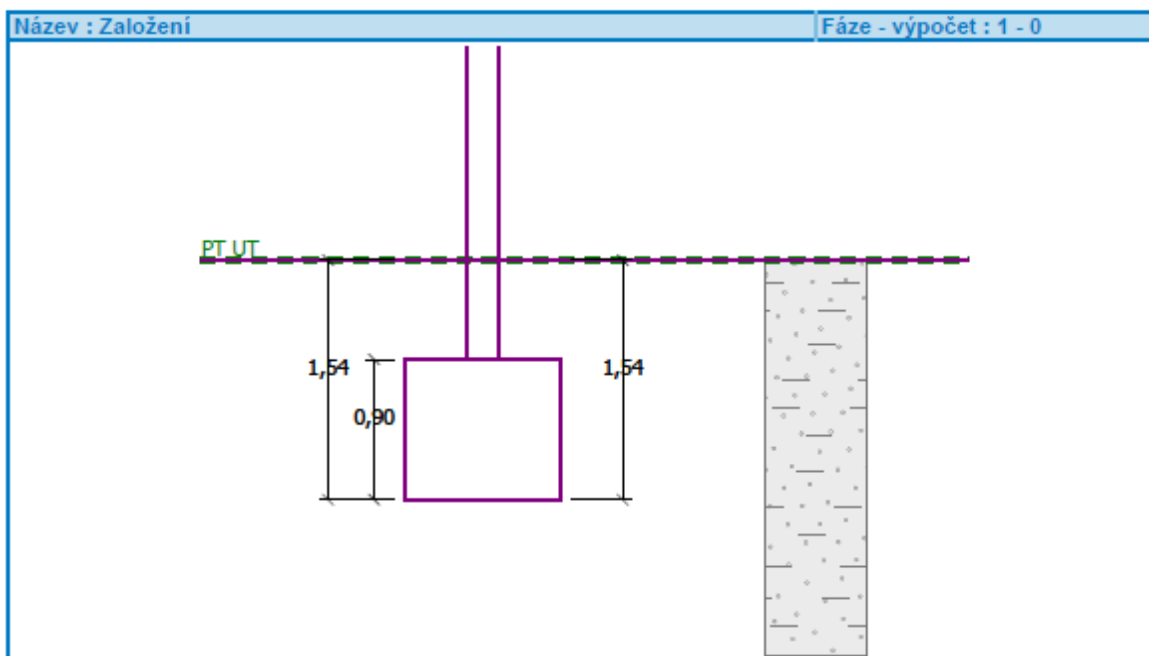 Název : Založení
Fáze - výpočet : 1 - 0
PT UT
1,54
1,54
0,90